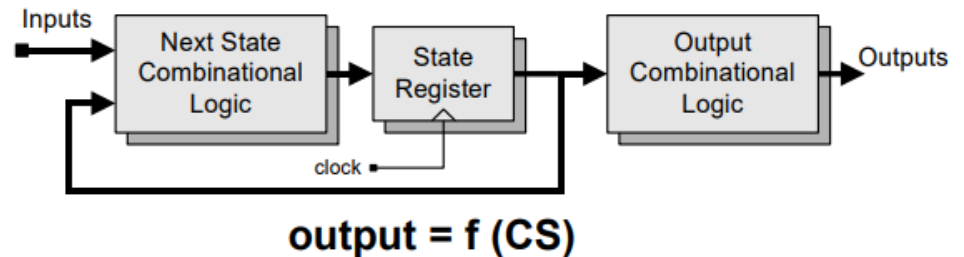 Inputs
Next State
Combinational
Logic
State
Register
Output
Combinational
Logic
Outputs
clock
output = f (CS)